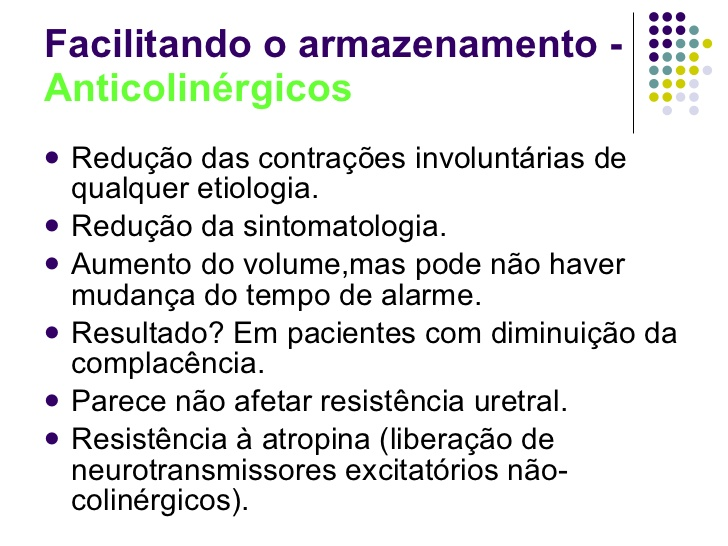 Facilitando o armazenamento -
Anticolinérgicos
Redução das contrações involuntárias de
qualquer etiologia.
Redução da sintomatologia.
Aumento do volume,mas pode não haver
mudança do tempo de alarme.
Resultado? Em pacientes com diminuição da
complacência.
Parece não afetar resistência uretral.
Resistência à atropina (liberação de
neurotransmissores excitatórios não-
colinérgicos).